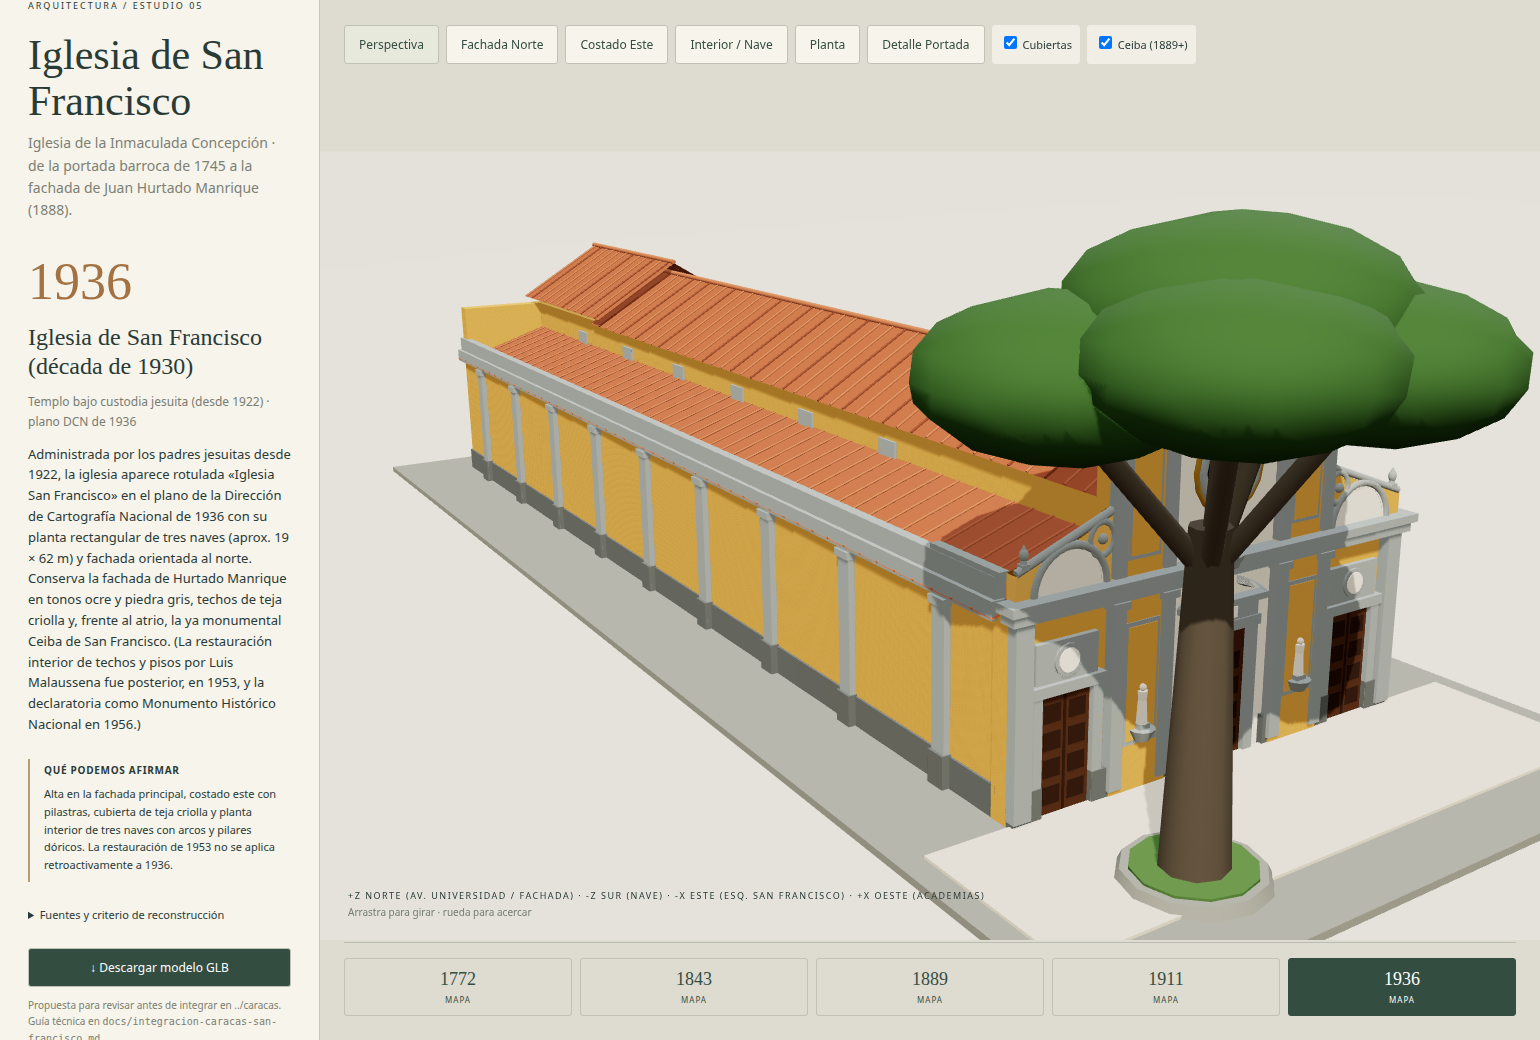 ARQUITECTURA / ESTUDIO 05
Iglesia de San
Francisco
Iglesia de la Inmaculada Concepción ·
de la portada barroca de 1745 a la
fachada de Juan Hurtado Manrique
(1888).
1936
Iglesia de San Francisco
(década de 1930)
Templo bajo custodia jesuita (desde 1922) ·
plano DCN de 1936
Administrada por los padres jesuitas desde
1922, la iglesia aparece rotulada «Iglesia
San Francisco» en el plano de la Dirección
de Cartografía Nacional de 1936 con su
planta rectangular de tres naves (aprox. 19
× 62 m) y fachada orientada al norte.
Conserva la fachada de Hurtado Manrique
en tonos ocre y piedra gris, techos de teja
criolla y, frente al atrio, la ya monumental
Ceiba de San Francisco. (La restauración
interior de techos y pisos por Luis
Malaussena fue posterior, en 1953, y la
declaratoria como Monumento Histórico
Nacional en 1956.)
QUÉ PODEMOS AFIRMAR
Alta en la fachada principal, costado este con
pilastras, cubierta de teja criolla y planta
interior de tres naves con arcos y pilares
dóricos. La restauración de 1953 no se aplica
retroactivamente a 1936.
▶ Fuentes y criterio de reconstrucción
↓ Descargar modelo GLB
Propuesta para revisar antes de integrar en ../caracas.
Guía técnica en docs/integracion-caracas-san-
francisco.md
Perspectiva
Fachada Norte
Costado Este
Interior / Nave
Planta
Detalle Portada
Cubiertas
Ceiba (1889+)
+Z NORTE (AV. UNIVERSIDAD / FACHADA) · -Z SUR (NAVE) · -X ESTE (ESQ. SAN FRANCISCO) · +X OESTE (ACADEMIAS)
Arrastra para girar · rueda para acercar
1772
MAPA
1843
MAPA
1889
MAPA
1911
MAPA
1936
MAPA